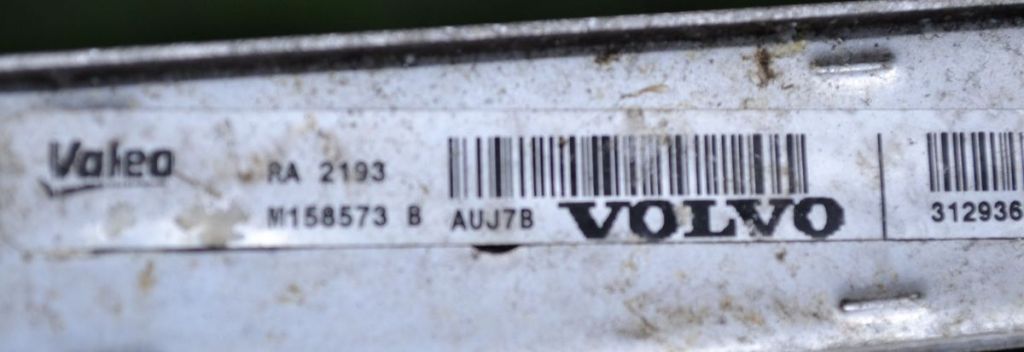 Valeo
RA 2193
M158573 B
AUJ7B
VOLVO
312936